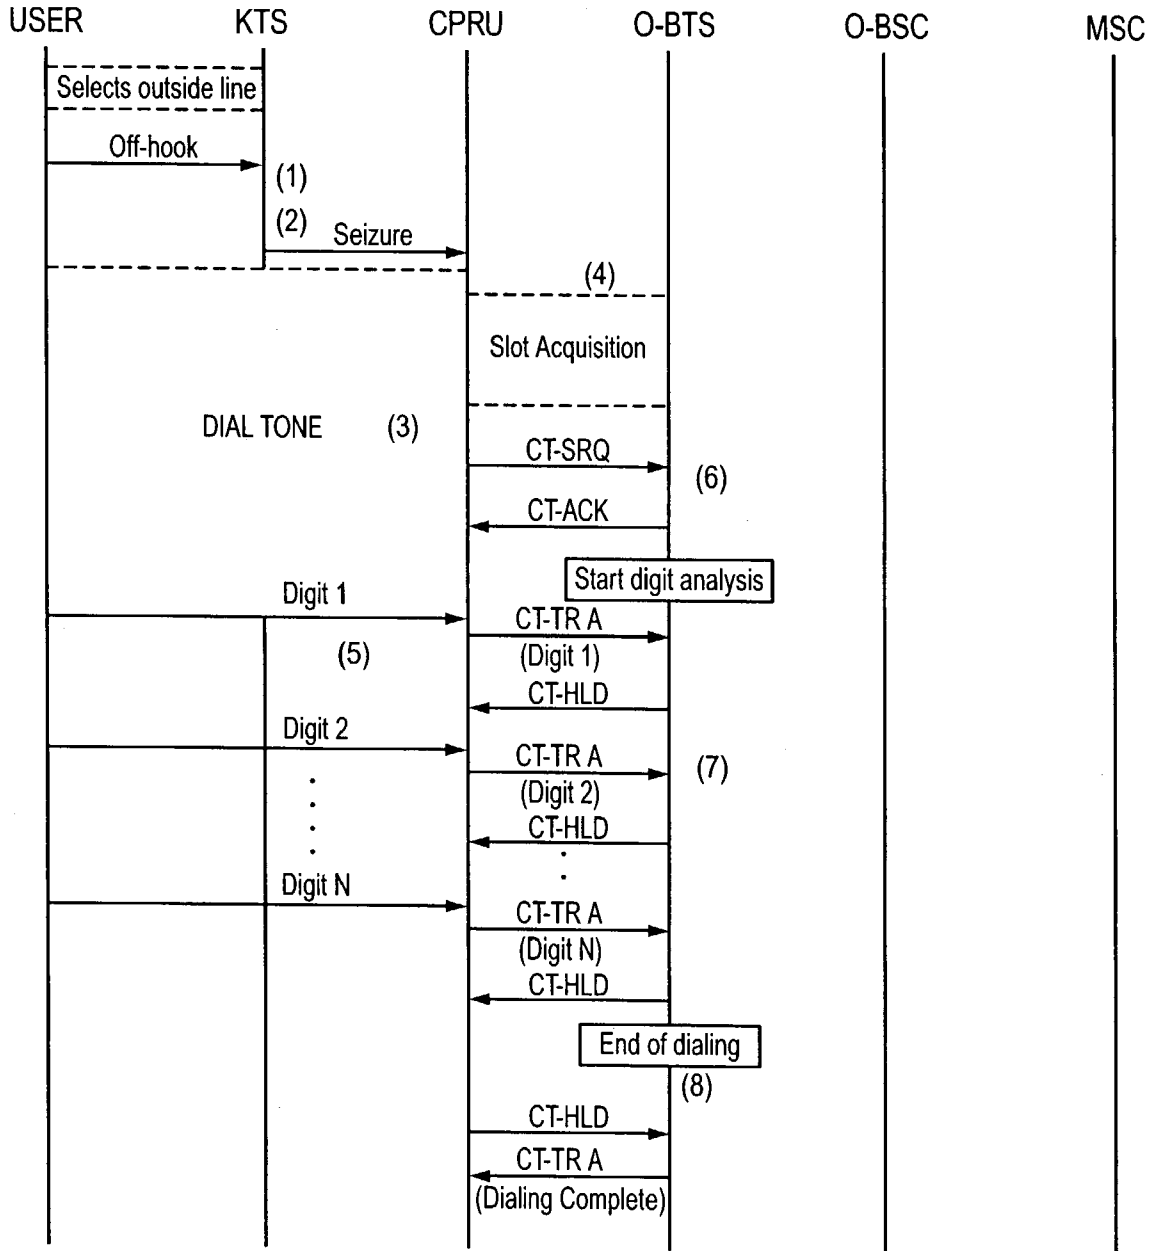 USER KTS CPRU O-BTS O-BSC MSC
Selects outside line
Off-hook
(1)
(2)
Seizure
(4)
Slot Acquisition
DIAL TONE (3)
CT-SRQ
(6)
CT-ACK
Start digit analysis
Digit 1
CT-TR A
(5)
(Digit 1)
CT-HLD
Digit 2
CT-TR A
(7)
(Digit 2)
CT-HLD
Digit N
CT-TR A
(Digit N)
CT-HLD
End of dialing
(8)
CT-HLD
CT-TR A
(Dialing Complete)